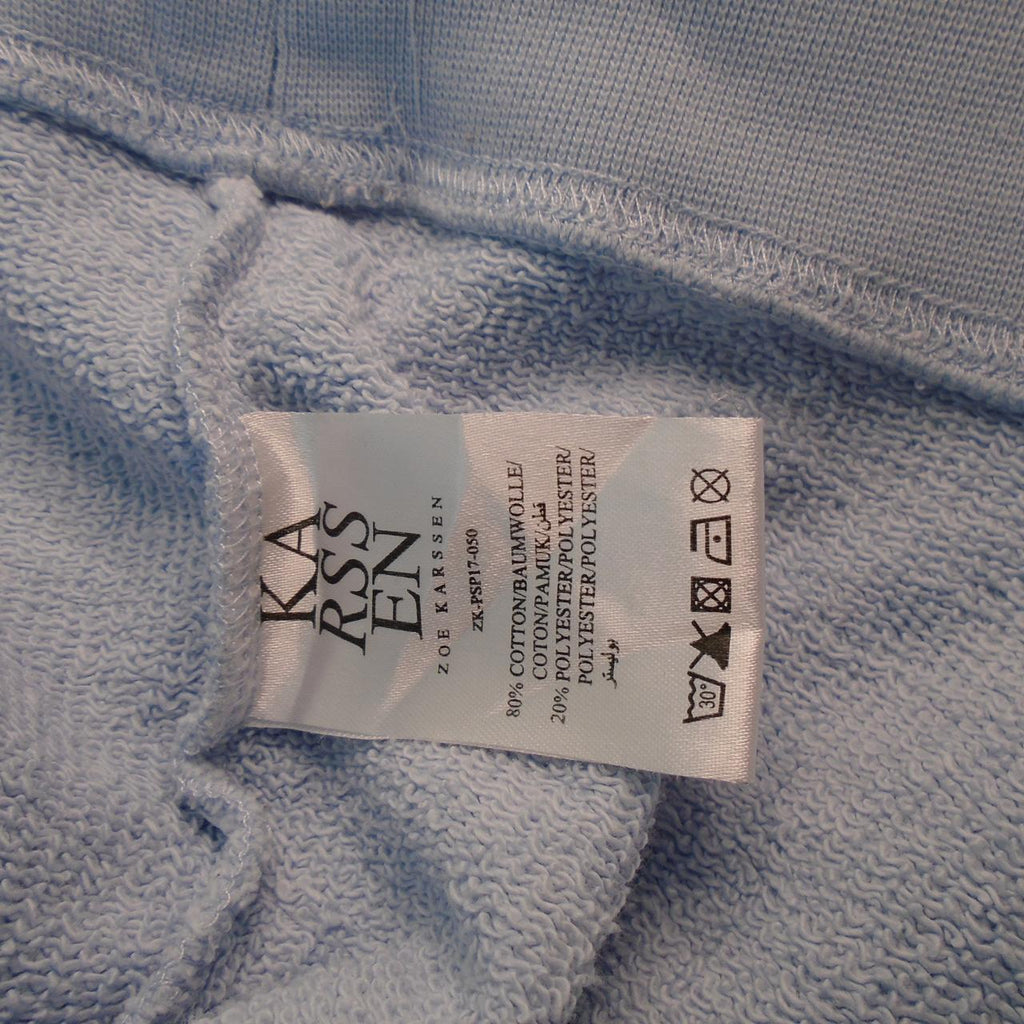 KA
RSS
EN
ZOE KARSSEN
ZK-PSP17-050
80% COTTON/BAUMWOLLE/
COTON/PAMUK/قطن
20% POLYESTER/POLYESTER/
POLYESTER/POLYESTER/
بوليستر
30°